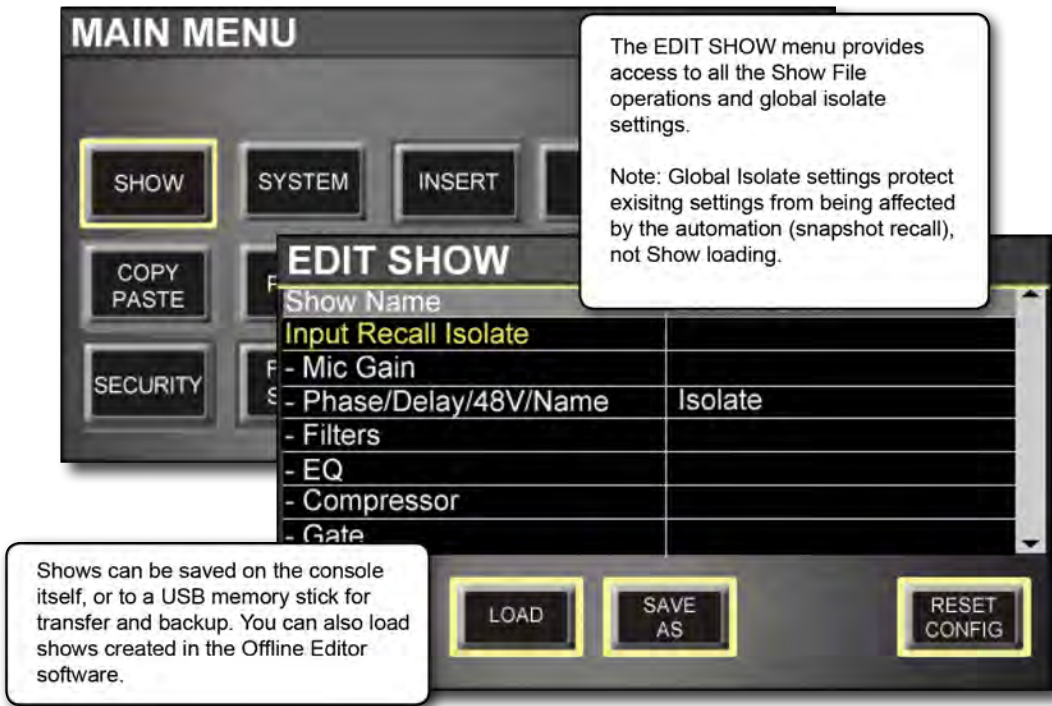 MAIN MENU
The EDIT SHOW menu provides
access to all the Show File
operations and global isolate
settings.
Note: Global Isolate settings protect
exisitng settings from being affected
by the automation (snapshot recall),
not Show loading.
SHOW
SYSTEM
INSERT
COPY
PASTE
SECURITY
EDIT SHOW
Show Name
Input Recall Isolate
- Mic Gain
- Phase/Delay/48V/Name
Isolate
- Filters
- EQ
- Compressor
- Gate
Shows can be saved on the console
itself, or to a USB memory stick for
transfer and backup. You can also load
shows created in the Offline Editor
software.
LOAD
SAVE
AS
RESET
CONFIG